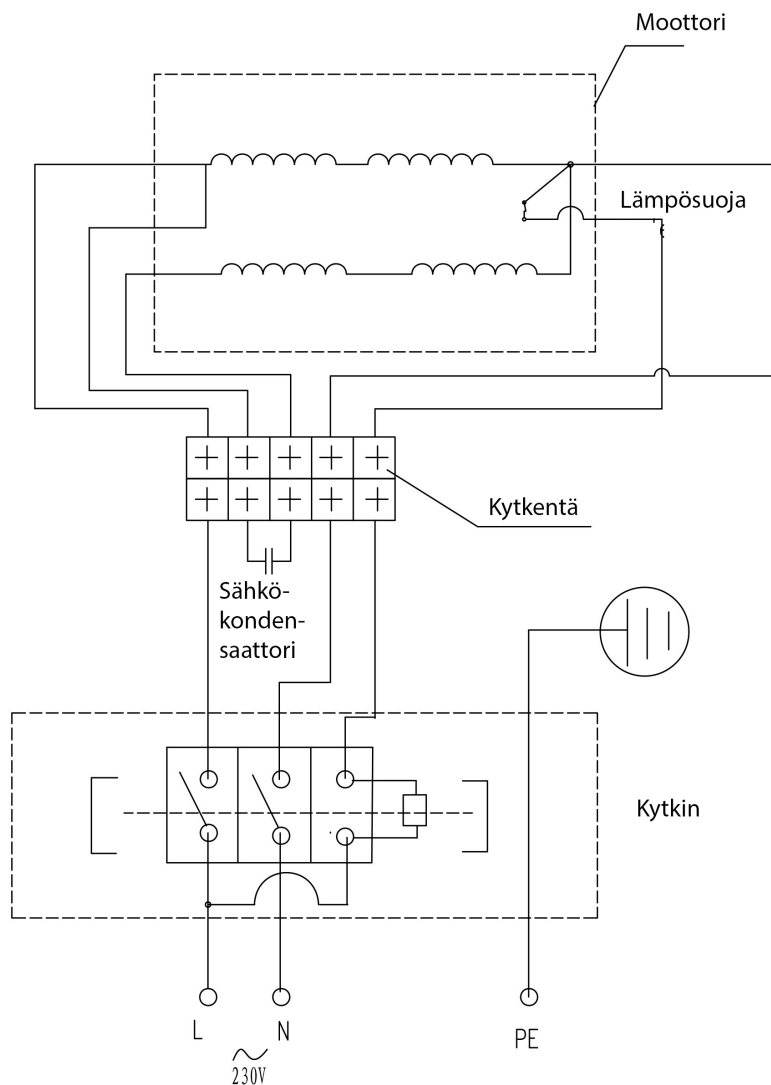 Moottori
Lämpösuoja
Kytkentä
Sähkö-
konden-
saattori
Kytkin
L
N
PE
230V